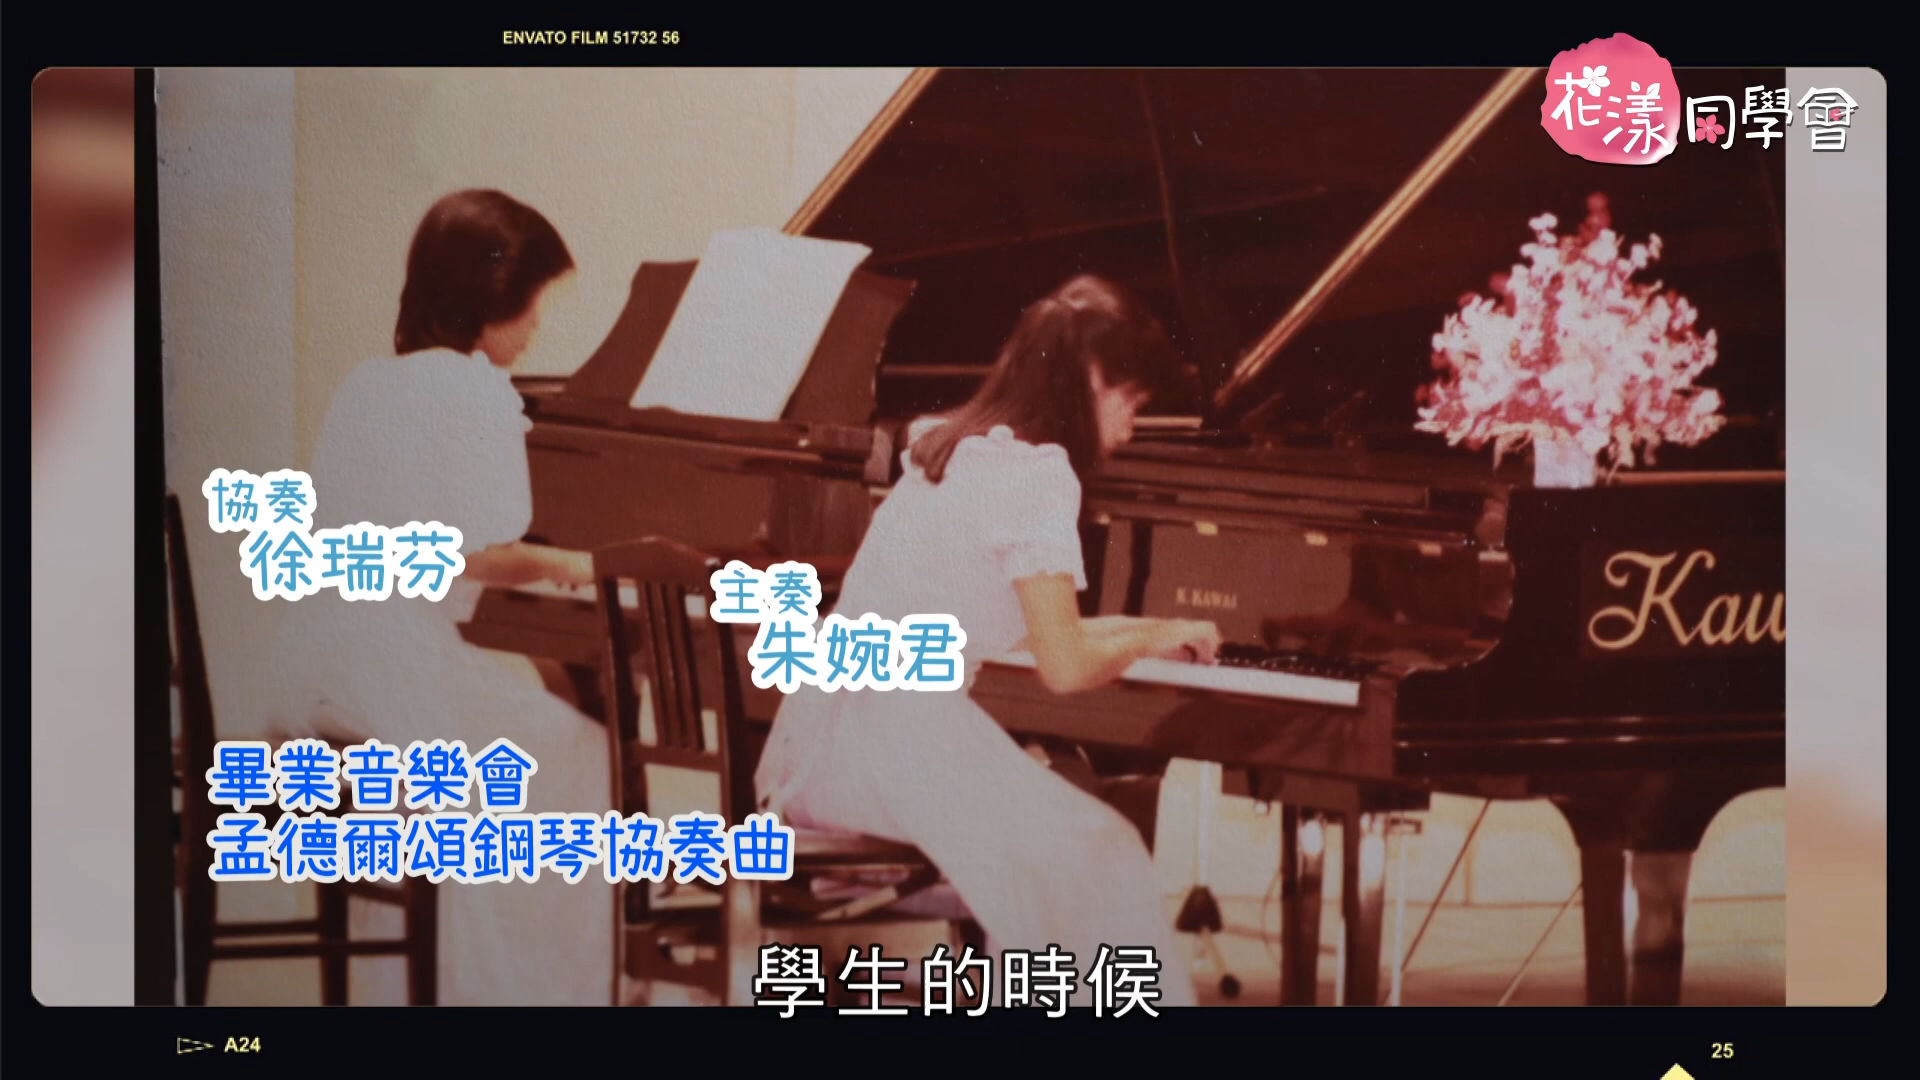 ENVATO FILM 51732 56
花漾同學會
協奏
徐瑞芬
主奏
朱婉君
K.KAWAI
Kaw
畢業音樂會
孟德爾頌鋼琴協奏曲
學生的時候
A24
25